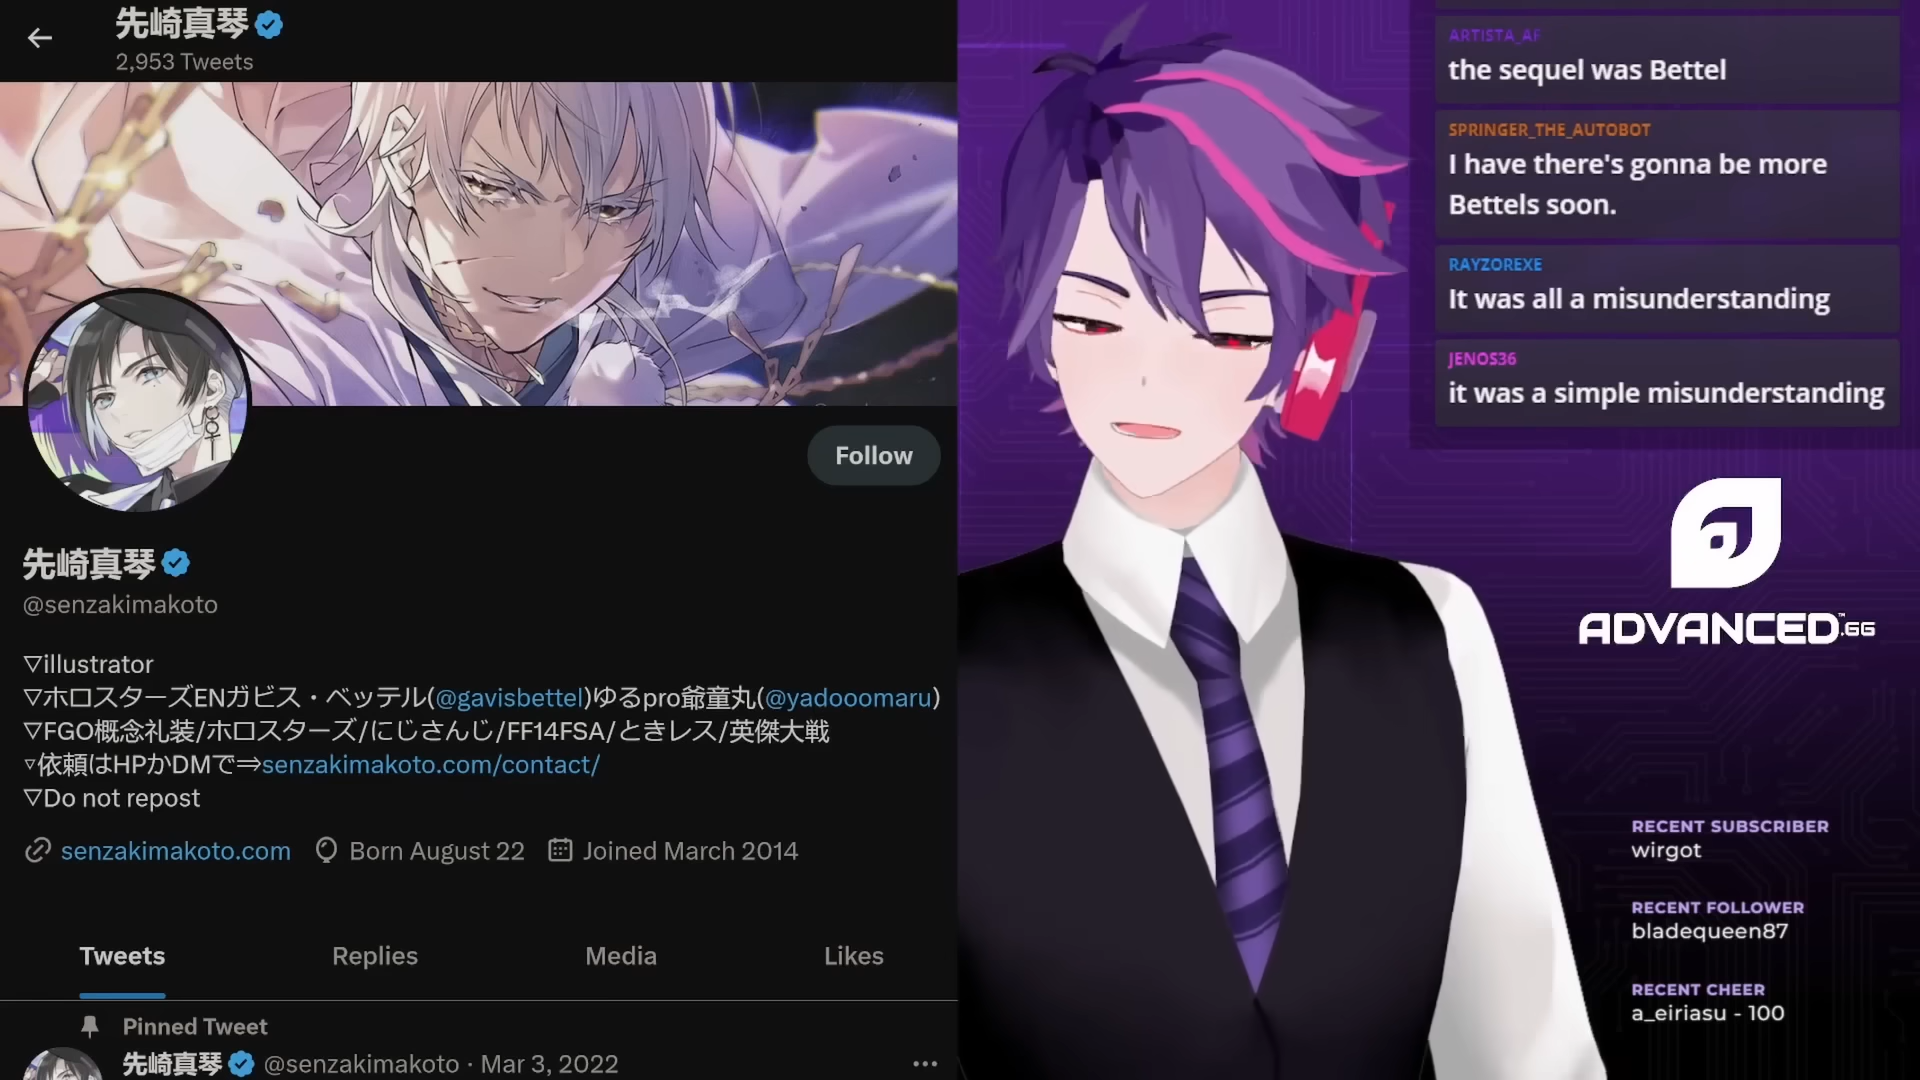 先崎真琴
2,953 Tweets
Follow
先崎真琴
@senzakimakoto
▽illustrator
▽ホロスターズENガビス・ベッテル(@gavisbettel)ゆるpro爺童丸(@yadooomaru)
▽FGO概念礼装/ホロスターズ/にじさんじ/FF14FSA/ときレス/英傑大戦
▿依頼はHPかDMで⇒senzakimakoto.com/contact/
▽Do not repost
senzakimakoto.com Born August 22 Joined March 2014
Tweets Replies Media Likes
Pinned Tweet
先崎真琴 @senzakimakoto · Mar 3, 2022
ARTISTA_AF
the sequel was Bettel
SPRINGER_THE_AUTOBOT
I have there's gonna be more
Bettels soon.
RAYZOREXE
It was all a misunderstanding
JENOS36
it was a simple misunderstanding
ADVANCED™.GG
RECENT SUBSCRIBER
wirgot
RECENT FOLLOWER
bladequeen87
RECENT CHEER
a_eiriasu - 100